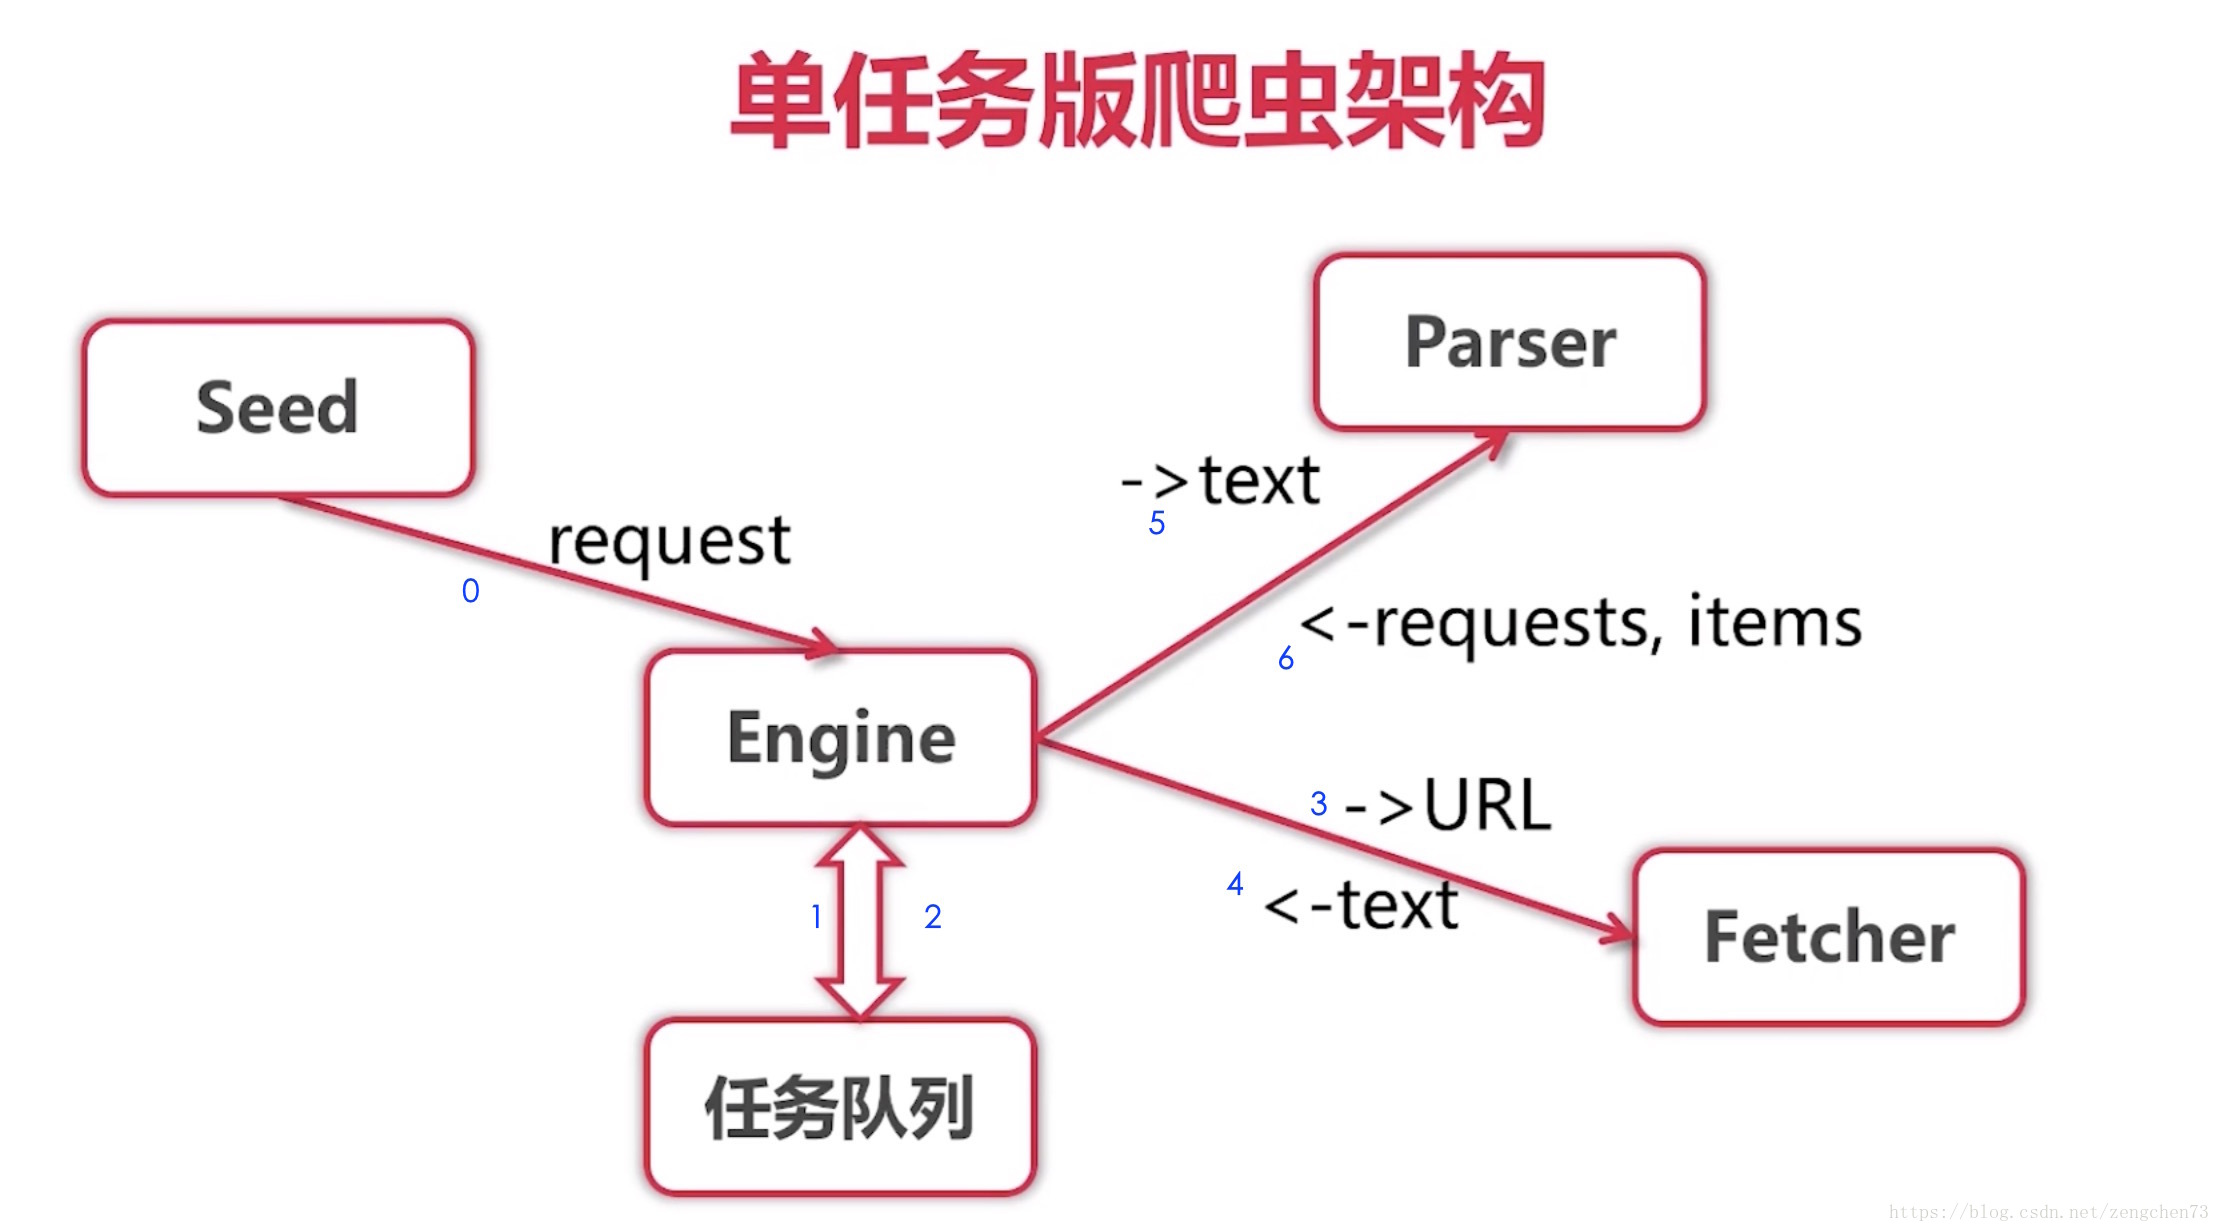 单任务版爬虫架构
Parser
Seed
->text
5
request
0
<-requests, items
6
Engine
3 ->URL
4 <-text
1 2
Fetcher
任务队列
https://blog.csdn.net/zengchen73